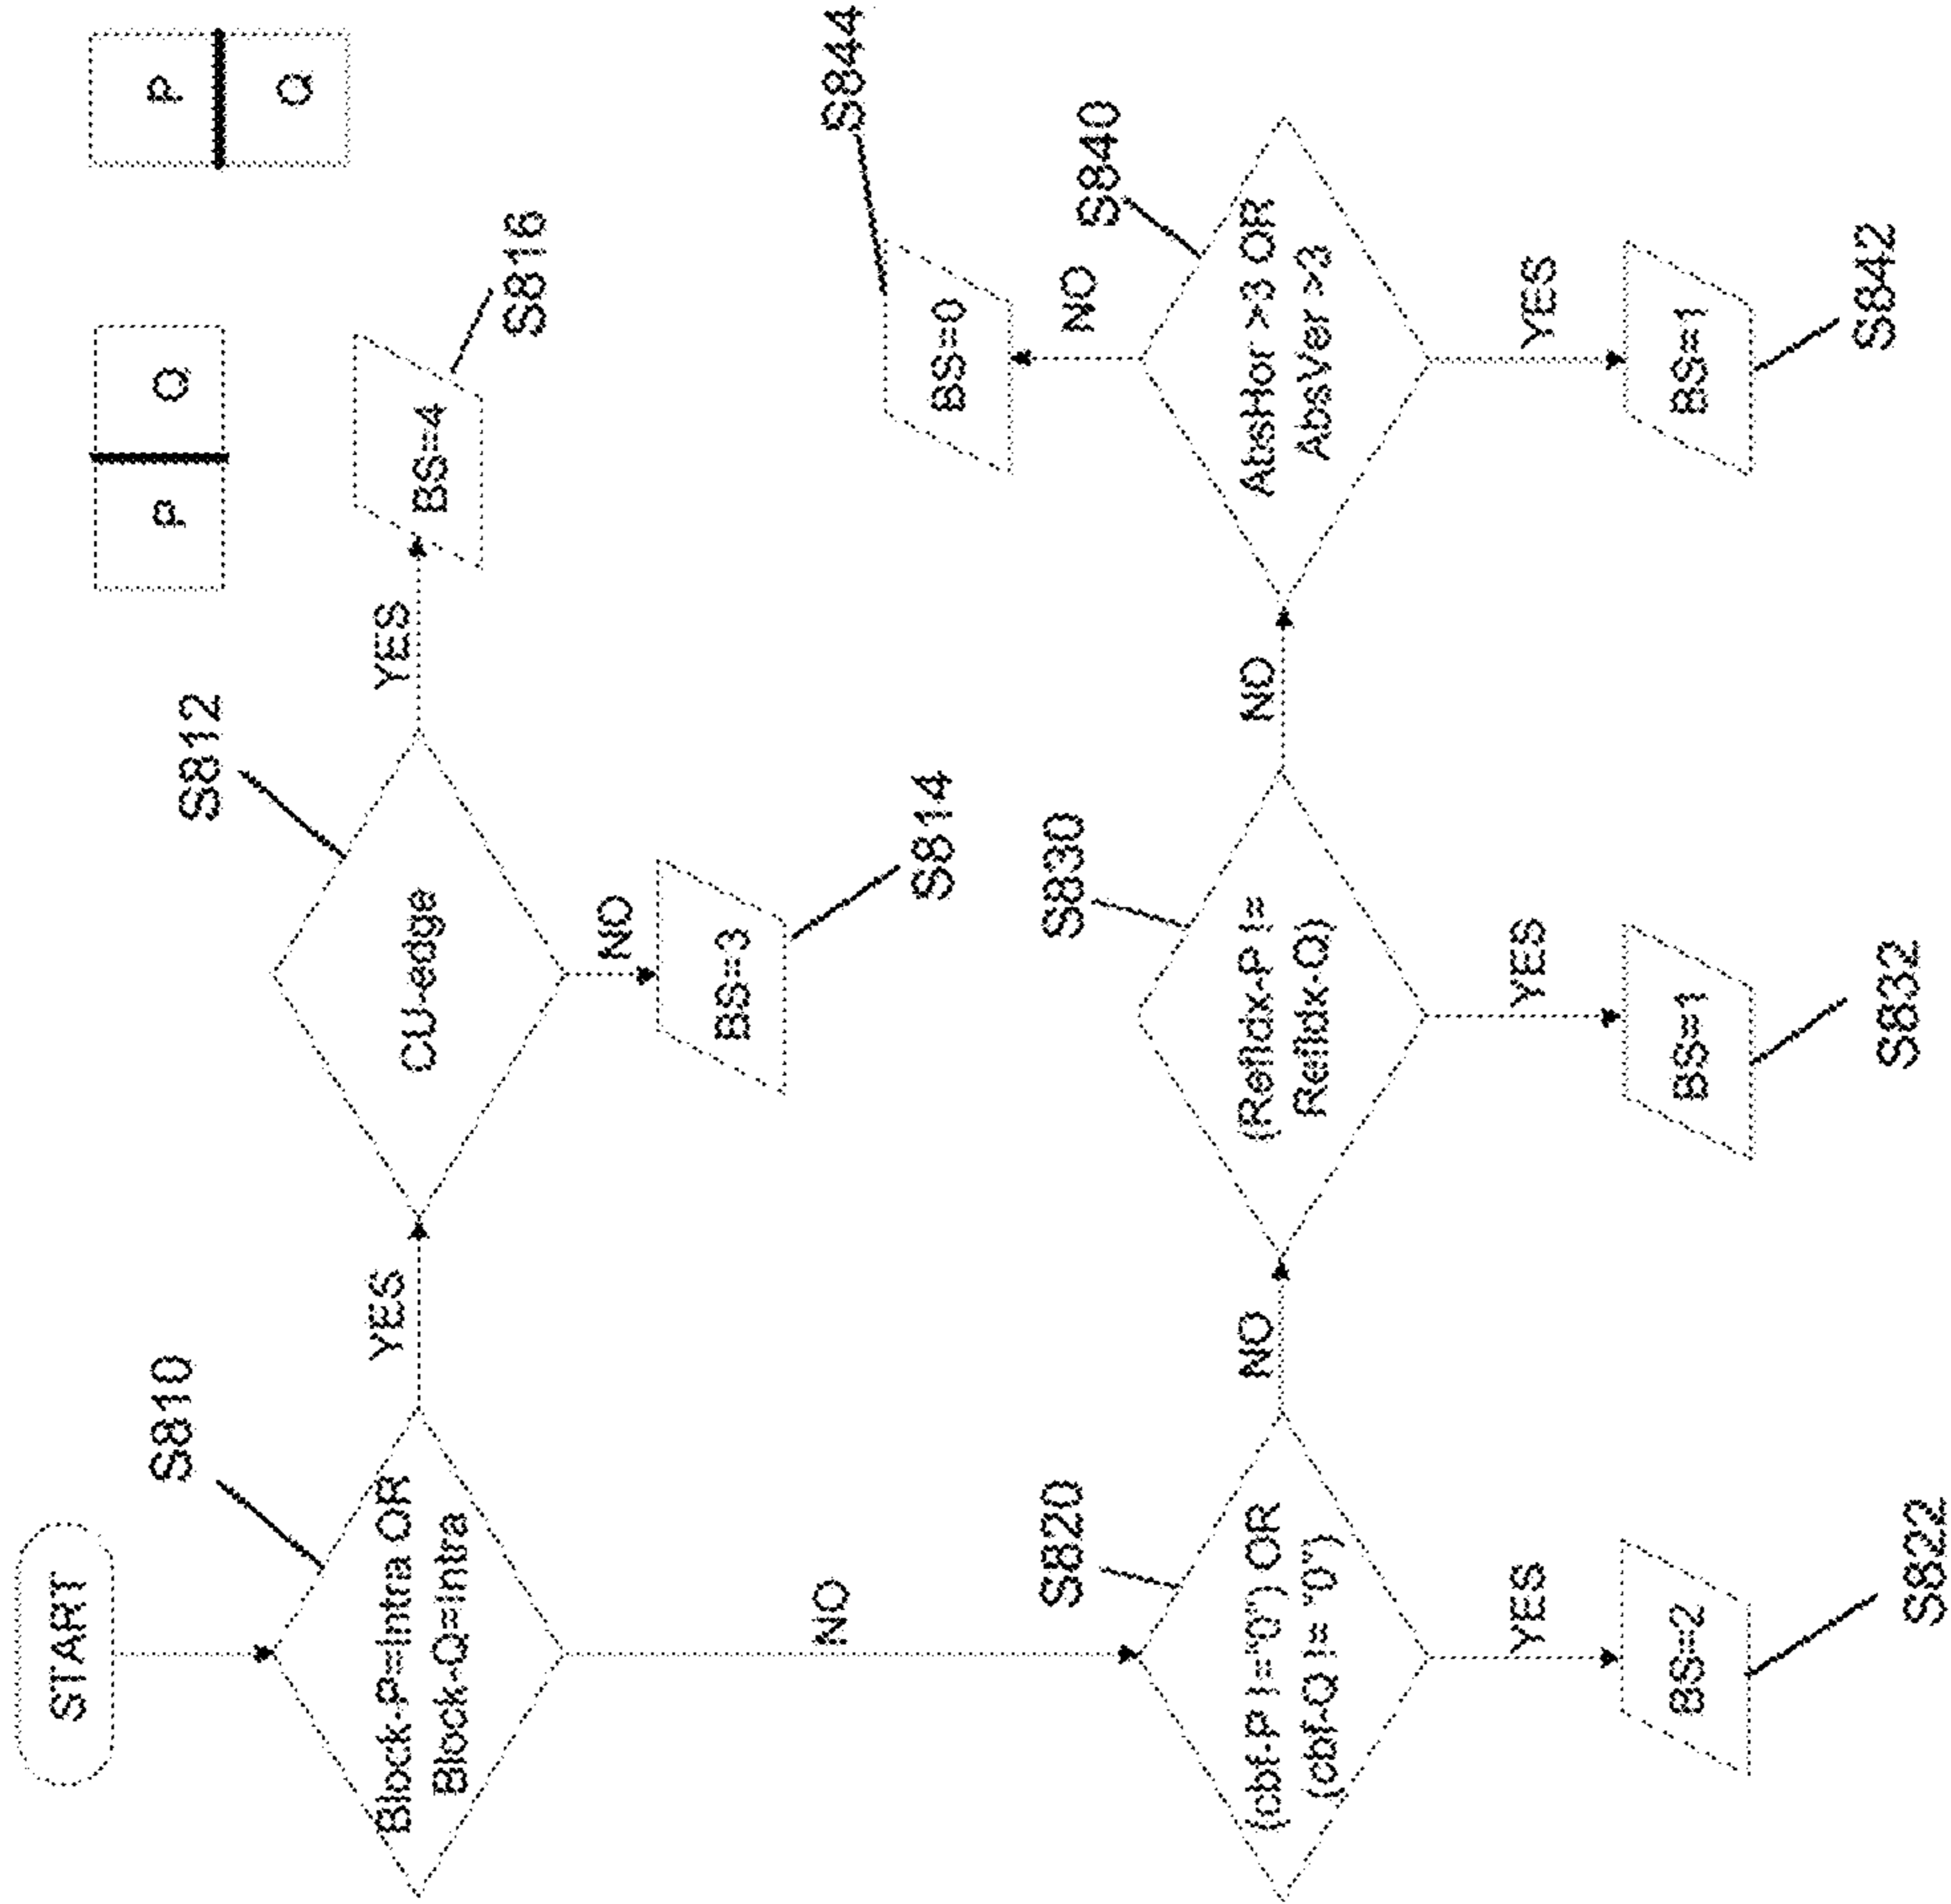 START
S810
Block-P=intra OR
Block-Q=intra
YES
S812
CU-edge
YES
BS=4
S816
P
Q
P
Q
NO
BS=3
S814
NO
S820
(cbf-P != "0") OR
(cbf-Q != "0")
NO
S830
(RefIdx-P !=
RefIdx-Q)
NO
S940
AbsHor >3 OR
AbsVer >3
NO
BS=0
S844
YES
BS=2
S822
YES
BS=1
S832
YES
BS=1
S842